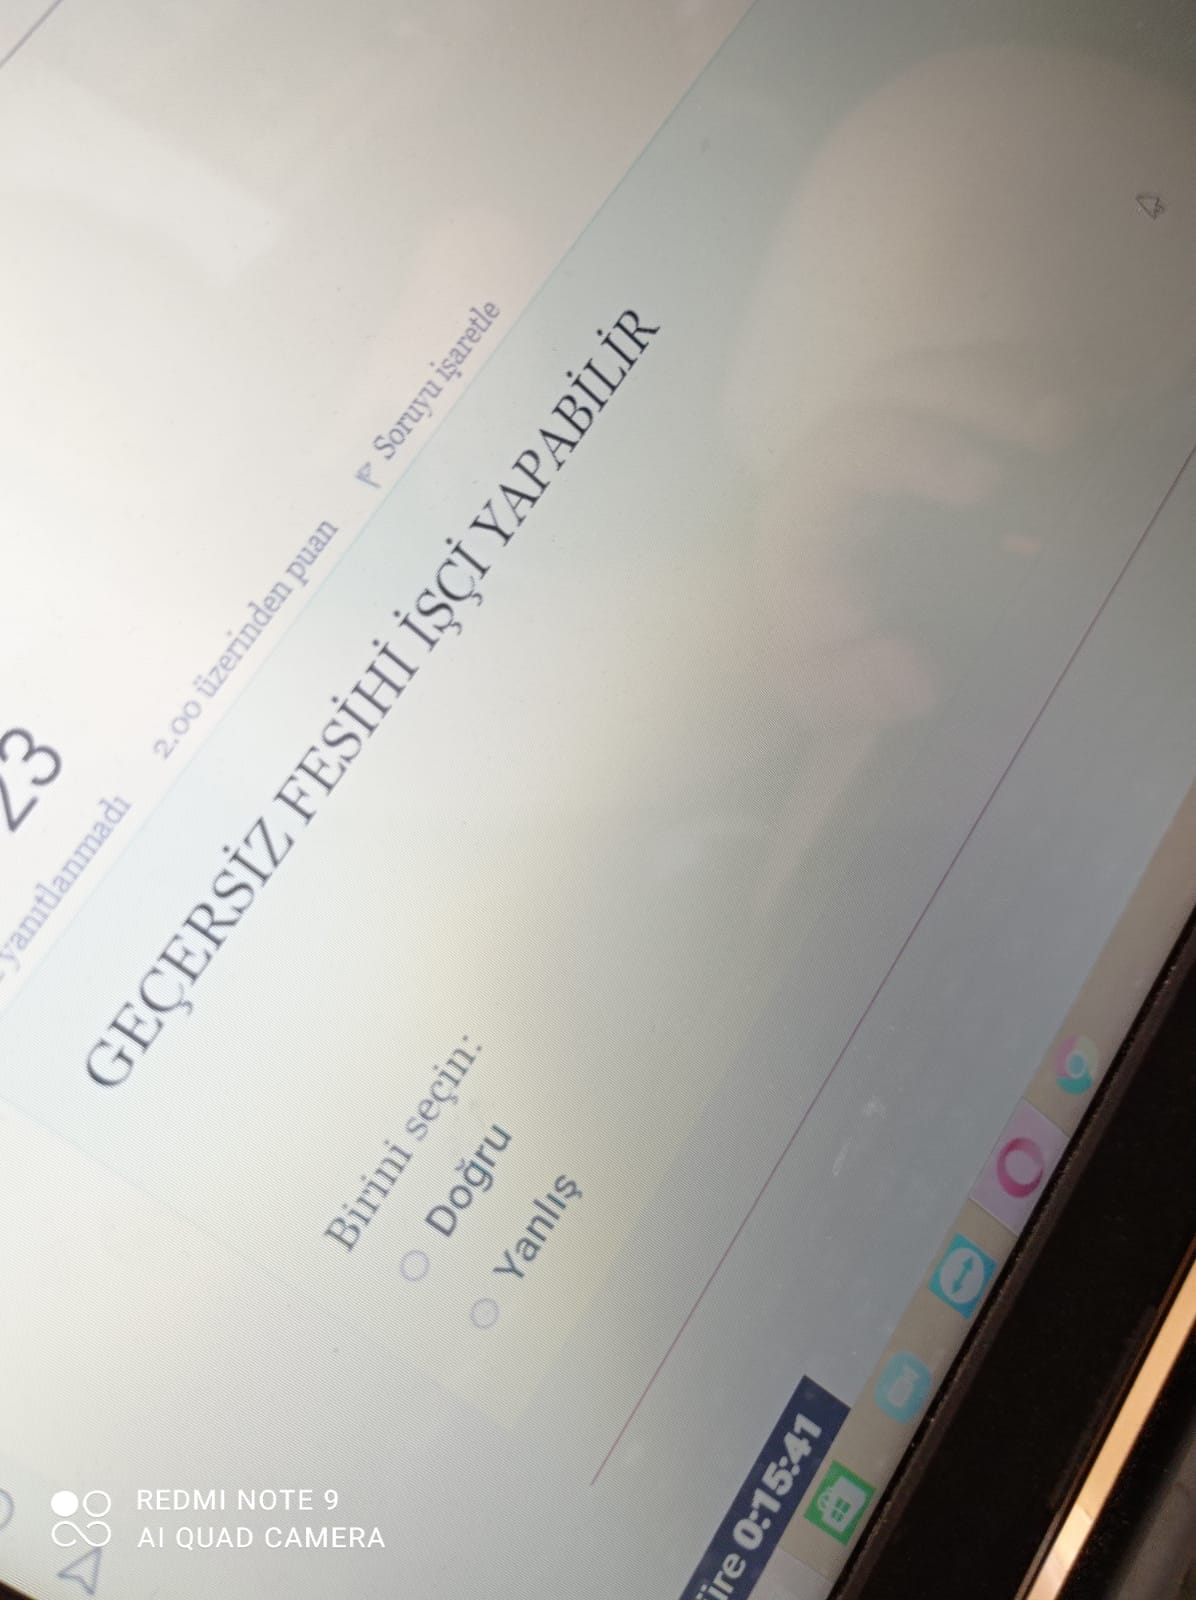 23
yanıtlanmadı
2.00 üzerinden puan
Soruyu işaretle
GEÇERSİZ FESİHİ İŞÇİ YAPABİLİR
Birini seçin:
Doğru
Yanlış
0:15:41
REDMI NOTE 9
AI QUAD CAMERA